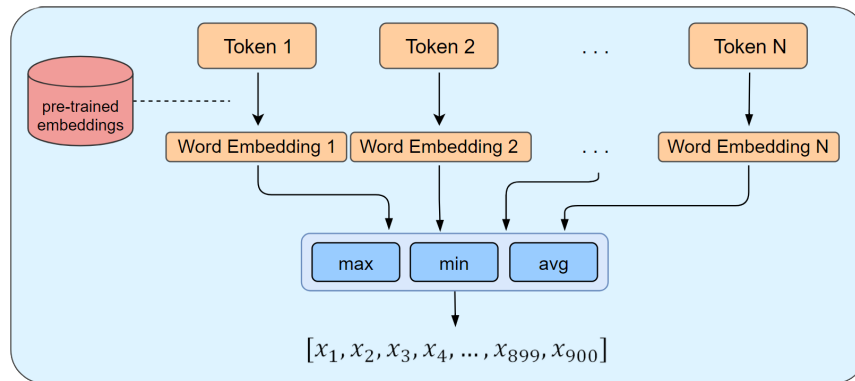 Token 1 Token 2 . . . Token N
pre-trained
embeddings
Word Embedding 1 Word Embedding 2 . . . Word Embedding N
max min avg
[x₁, x₂, x₃, x₄, ..., x₈₉₉, x₉₀₀]